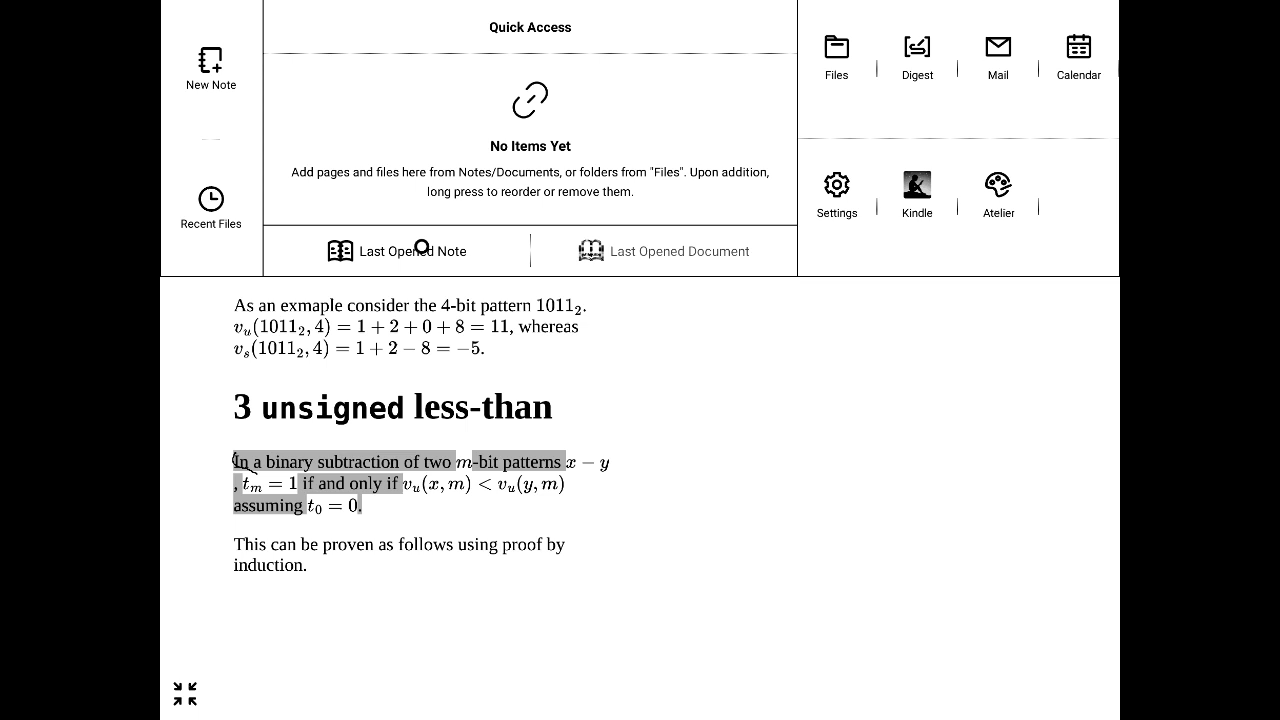 Quick Access
New Note
Recent Files
No Items Yet
Add pages and files here from Notes/Documents, or folders from "Files". Upon addition,
long press to reorder or remove them.
Last Opened Note
Last Opened Document
Files
Digest
Mail
Calendar
Settings
Kindle
Atelier
As an exmaple consider the 4-bit pattern 1011₂.
vᵤ(1011₂, 4) = 1 + 2 + 0 + 8 = 11, whereas
vₛ(1011₂, 4) = 1 + 2 − 8 = −5.
3 unsigned less-than
In a binary subtraction of two m-bit patterns x − y
, tₘ = 1 if and only if vᵤ(x, m) < vᵤ(y, m)
assuming t₀ = 0.
This can be proven as follows using proof by
induction.